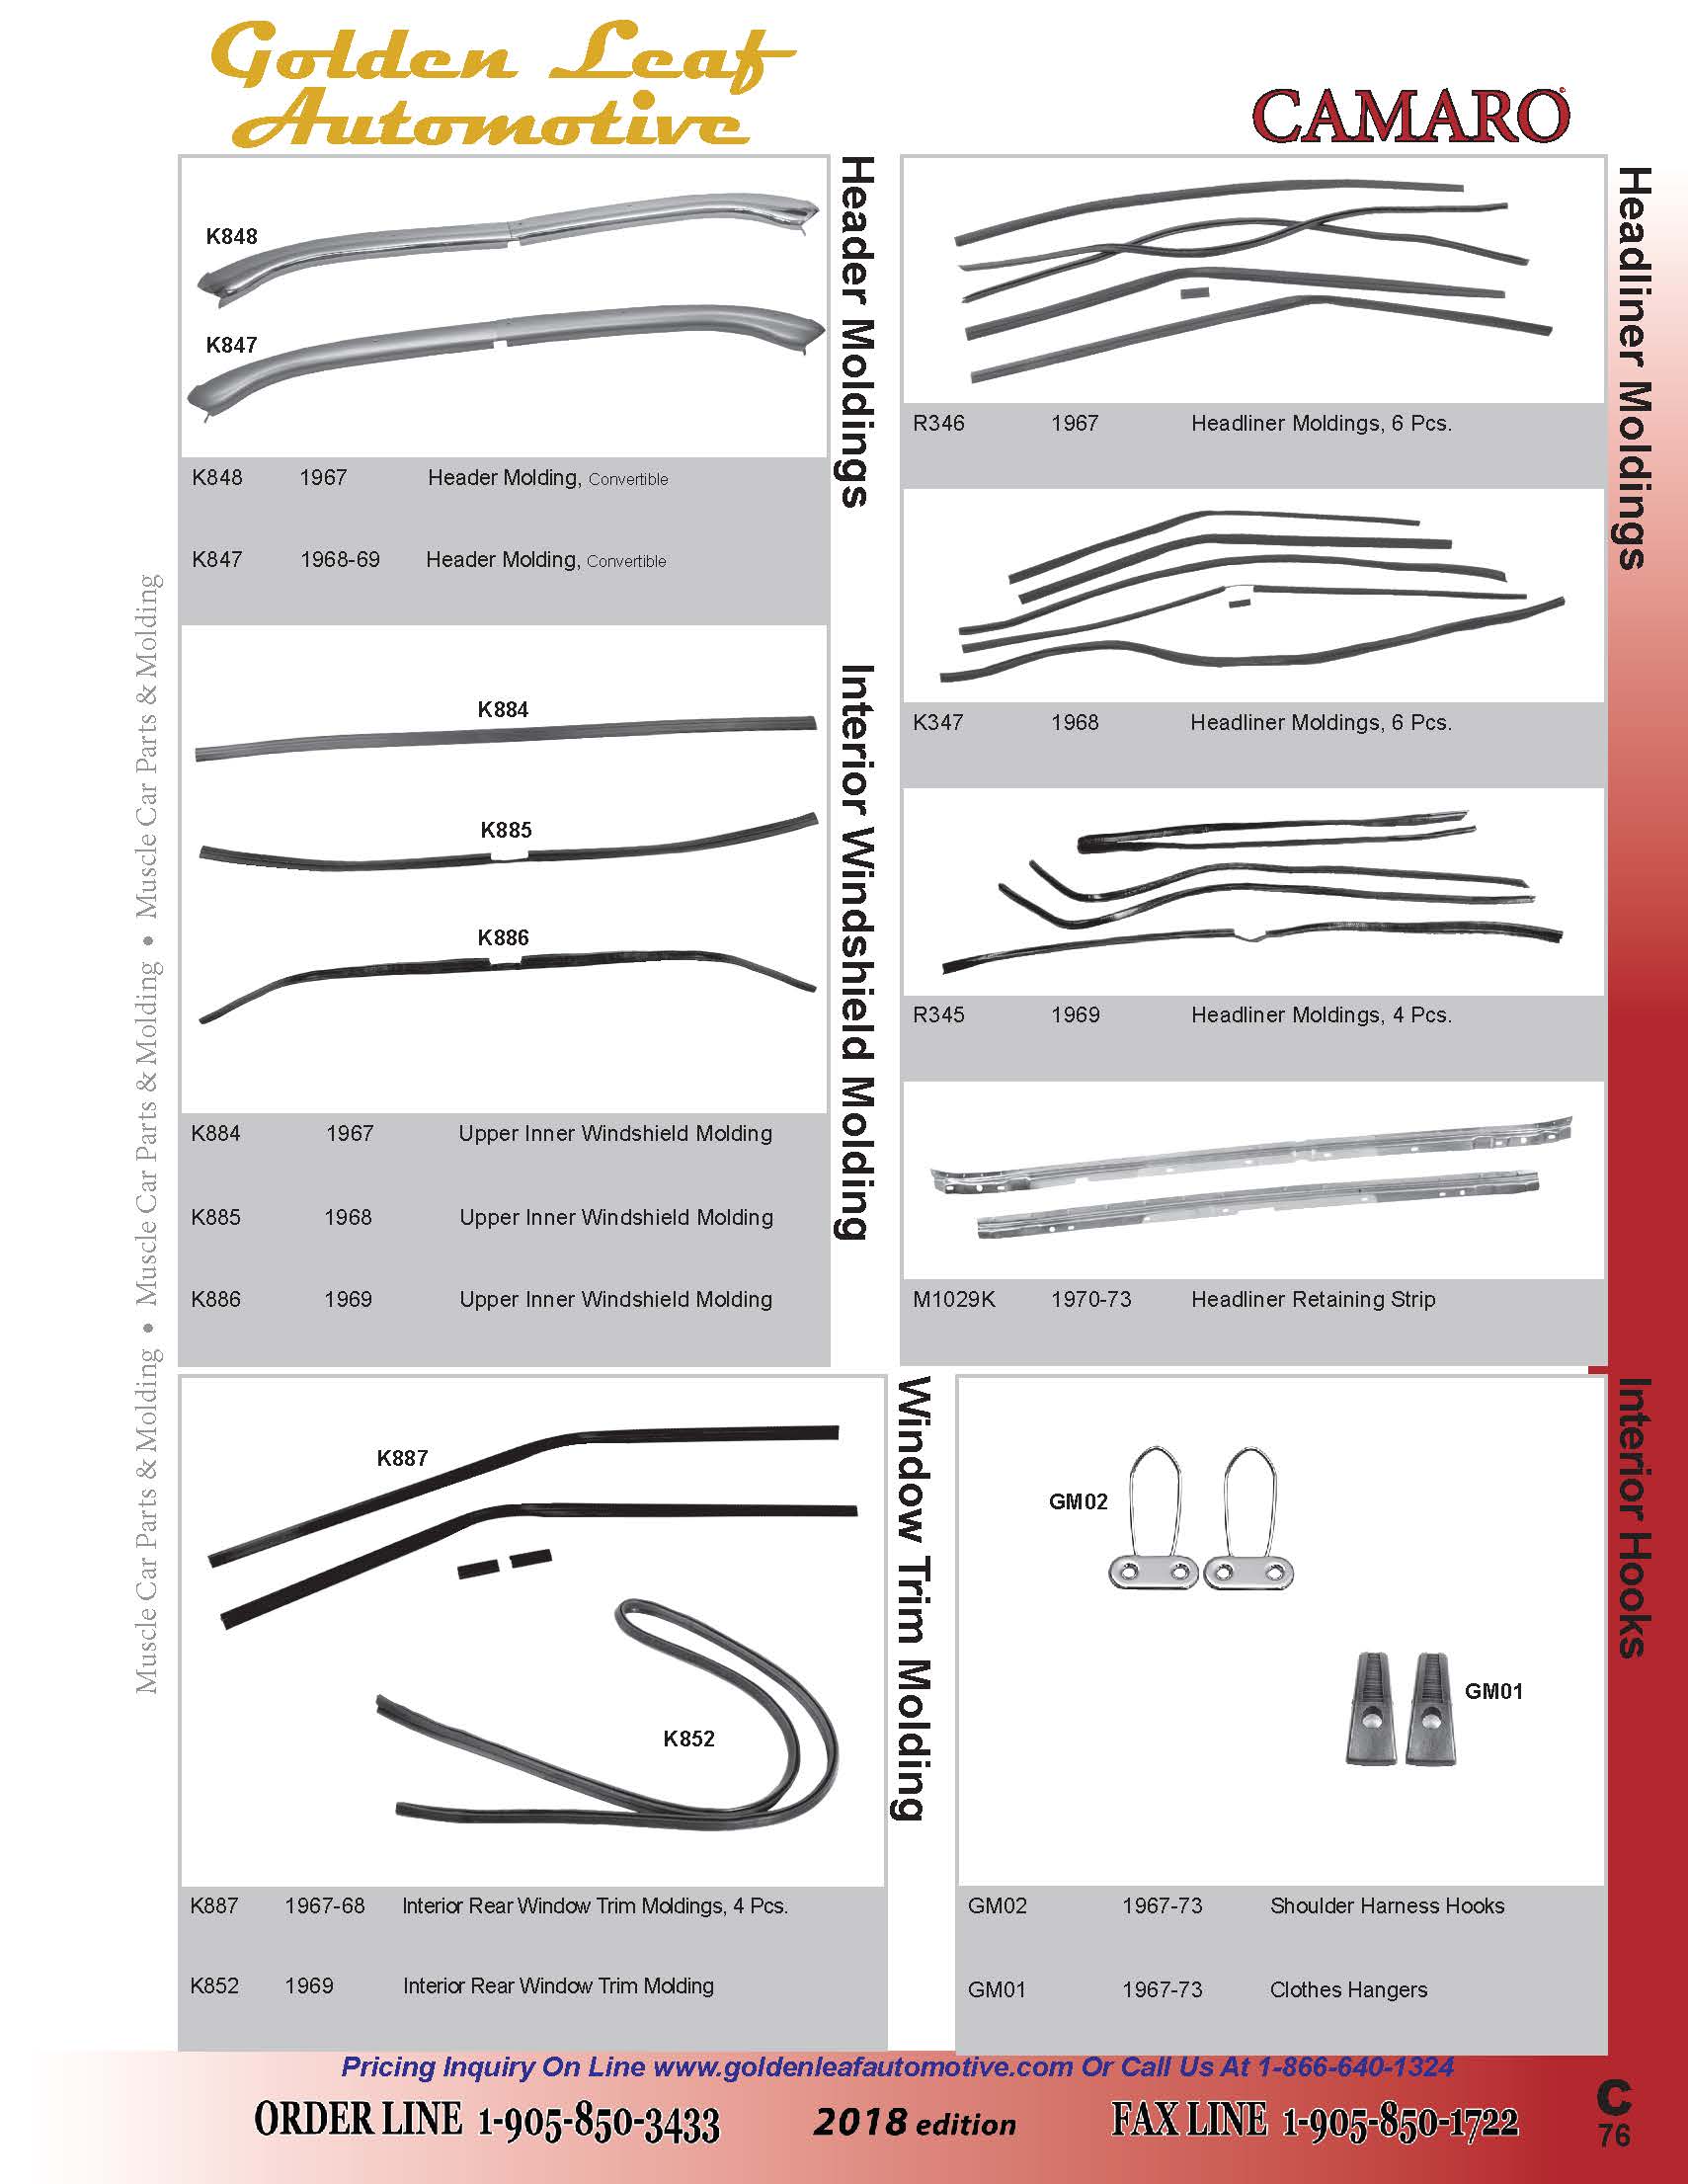 Golden Leaf
Automotive
CAMARO
Header Moldings
K848
K847
K848 1967 Header Molding, Convertible
K847 1968-69 Header Molding, Convertible
Interior Windshield Molding
K884
K885
K886
K884 1967 Upper Inner Windshield Molding
K885 1968 Upper Inner Windshield Molding
K886 1969 Upper Inner Windshield Molding
Headliner Moldings
R346 1967 Headliner Moldings, 6 Pcs.
K347 1968 Headliner Moldings, 6 Pcs.
R345 1969 Headliner Moldings, 4 Pcs.
M1029K 1970-73 Headliner Retaining Strip
Window Trim Molding
K887
K852
K887 1967-68 Interior Rear Window Trim Moldings, 4 Pcs.
K852 1969 Interior Rear Window Trim Molding
Interior Hooks
GM02
GM01
GM02 1967-73 Shoulder Harness Hooks
GM01 1967-73 Clothes Hangers
Muscle Car Parts & Molding • Muscle Car Parts & Molding • Muscle Car Parts & Molding
Pricing Inquiry On Line www.goldenleafautomotive.com Or Call Us At 1-866-640-1324
ORDER LINE 1-905-850-3433
2018 edition
FAX LINE 1-905-850-1722
C
76